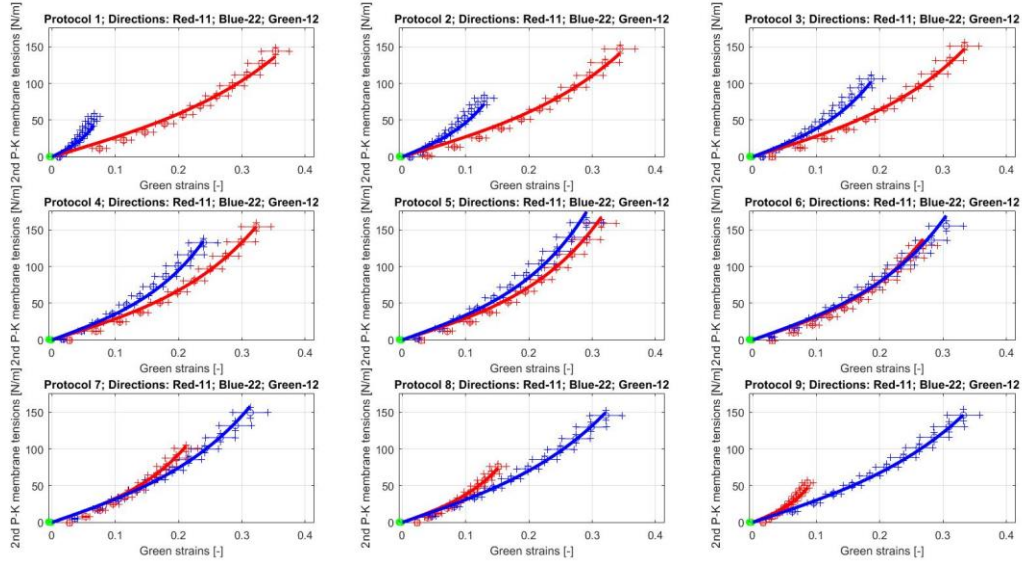 Protocol 1; Directions: Red-11; Blue-22; Green-12
2nd P-K membrane tensions [N/m]
150
100
50
0
0 0.1 0.2 0.3 0.4
Green strains [-]
Protocol 2; Directions: Red-11; Blue-22; Green-12
2nd P-K membrane tensions [N/m]
150
100
50
0
0 0.1 0.2 0.3 0.4
Green strains [-]
Protocol 3; Directions: Red-11; Blue-22; Green-12
2nd P-K membrane tensions [N/m]
150
100
50
0
0 0.1 0.2 0.3 0.4
Green strains [-]
Protocol 4; Directions: Red-11; Blue-22; Green-12
2nd P-K membrane tensions [N/m]
150
100
50
0
0 0.1 0.2 0.3 0.4
Green strains [-]
Protocol 5; Directions: Red-11; Blue-22; Green-12
2nd P-K membrane tensions [N/m]
150
100
50
0
0 0.1 0.2 0.3 0.4
Green strains [-]
Protocol 6; Directions: Red-11; Blue-22; Green-12
2nd P-K membrane tensions [N/m]
150
100
50
0
0 0.1 0.2 0.3 0.4
Green strains [-]
Protocol 7; Directions: Red-11; Blue-22; Green-12
2nd P-K membrane tensions [N/m]
150
100
50
0
0 0.1 0.2 0.3 0.4
Green strains [-]
Protocol 8; Directions: Red-11; Blue-22; Green-12
2nd P-K membrane tensions [N/m]
150
100
50
0
0 0.1 0.2 0.3 0.4
Green strains [-]
Protocol 9; Directions: Red-11; Blue-22; Green-12
2nd P-K membrane tensions [N/m]
150
100
50
0
0 0.1 0.2 0.3 0.4
Green strains [-]